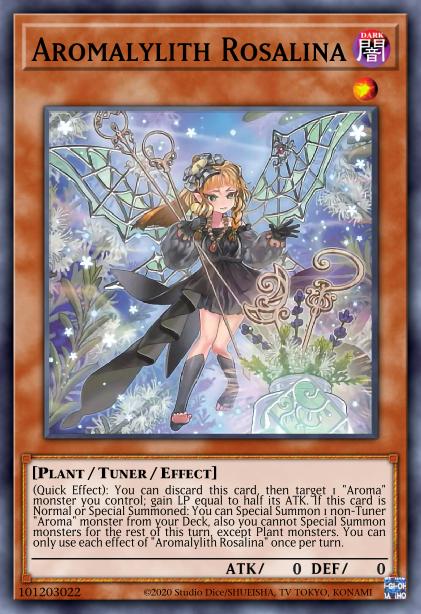 Aromalylith Rosalina
DARK
闇
[Plant / Tuner / Effect]
(Quick Effect): You can discard this card, then target 1 "Aroma"
monster you control; gain LP equal to half its ATK. If this card is
Normal or Special Summoned: You can Special Summon 1 non-Tuner
"Aroma" monster from your Deck, also you cannot Special Summon
monsters for the rest of this turn, except Plant monsters. You can
only use each effect of "Aromalylith Rosalina" once per turn.
ATK/ 0 DEF/ 0
101203022
©2020 Studio Dice/SHUEISHA, TV TOKYO, KONAMI